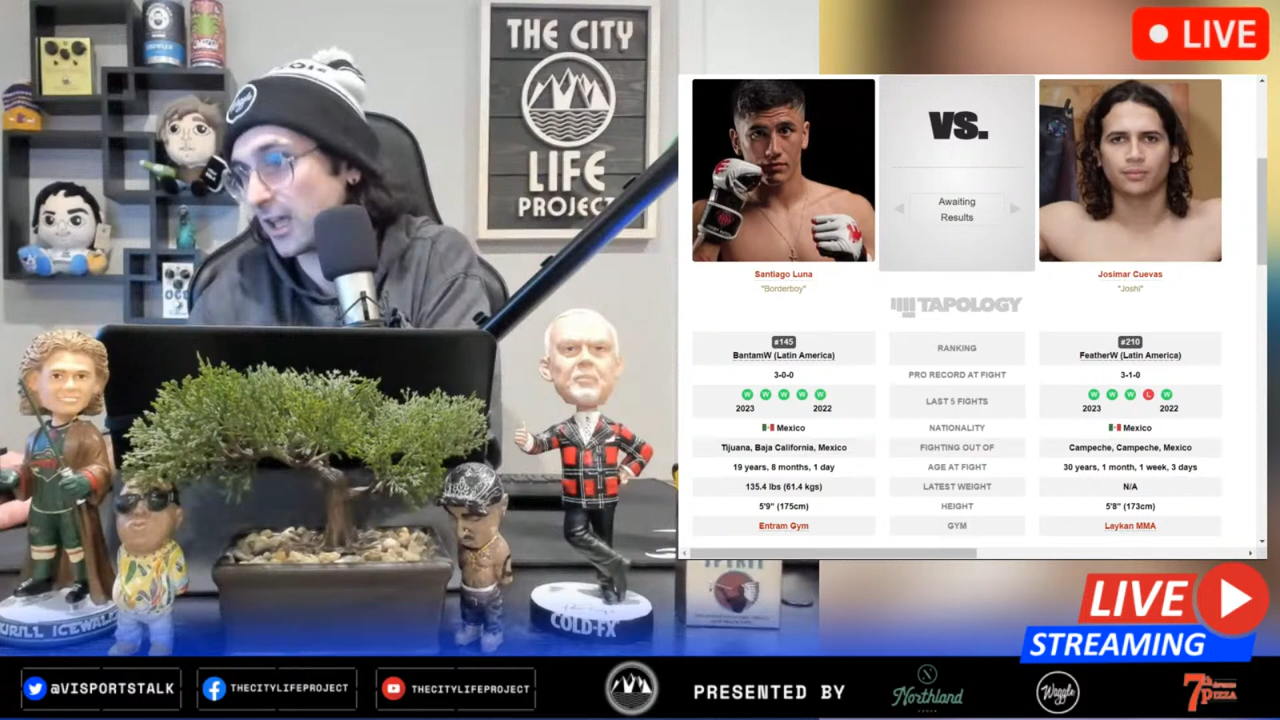 LIVE
THE CITY
LIFE
PROJECT
VS.
Awaiting
Results
Santiago Luna
"Borderboy"
Josimar Cuevas
"Joshi"
TAPOLOGY
#145
BantamW (Latin America)
RANKING
#210
FeatherW (Latin America)
3-0-0
PRO RECORD AT FIGHT
3-1-0
W W W W W
2023 2022
LAST 5 FIGHTS
W W W L W
2023 2022
Mexico
NATIONALITY
Mexico
Tijuana, Baja California, Mexico
FIGHTING OUT OF
Campeche, Campeche, Mexico
19 years, 8 months, 1 day
AGE AT FIGHT
30 years, 1 month, 1 week, 3 days
135.4 lbs (61.4 kgs)
LATEST WEIGHT
N/A
5'9" (175cm)
HEIGHT
5'8" (173cm)
Entram Gym
GYM
Laykan MMA
COLD-FX
LIVE
STREAMING
@VISPORTSTALK
THECITYLIFEPROJECT
THECITYLIFEPROJECT
PRESENTED BY
Northland
Waggle
7th
PIZZA